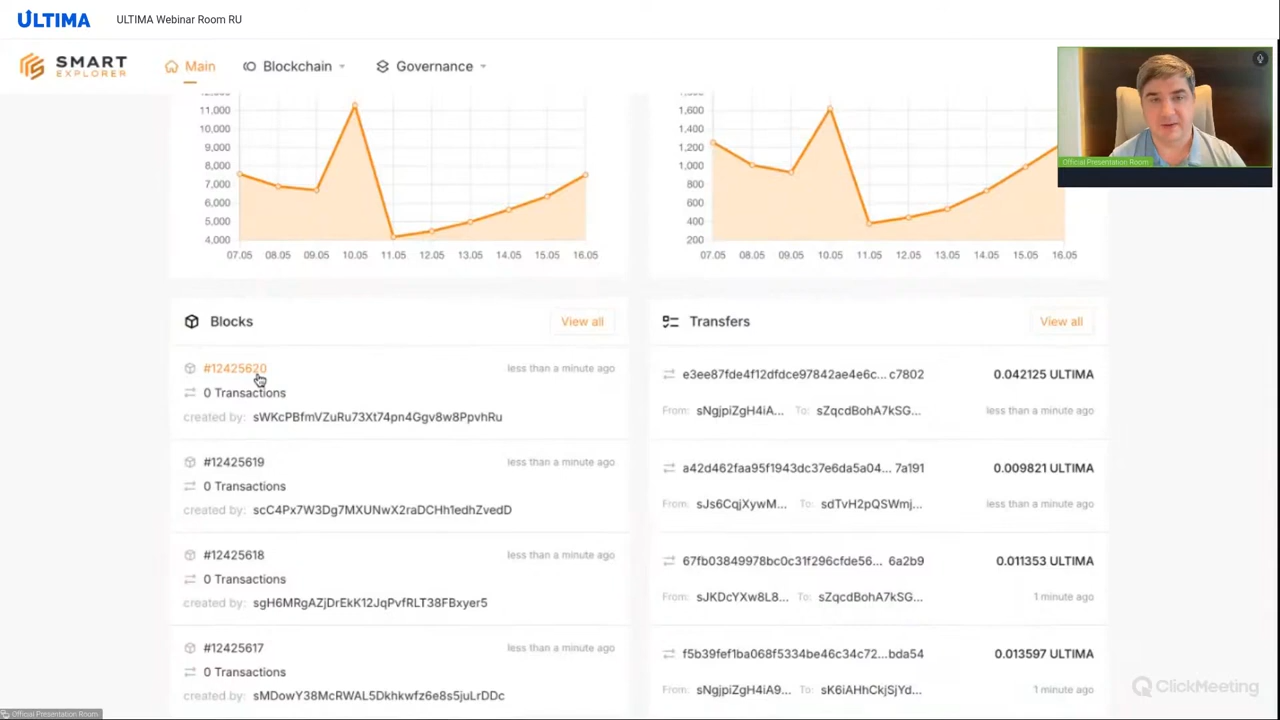 ULTIMA
ULTIMA Webinar Room RU
SMART
EXPLORER
Main
Blockchain
Governance
11,000
10,000
9,000
8,000
7,000
6,000
5,000
4,000
07.05 08.05 09.05 10.05 11.05 12.05 13.05 14.05 15.05 16.05
1,600
1,400
1,200
1,000
800
600
400
200
07.05 08.05 09.05 10.05 11.05 12.05 13.05 14.05 15.05 16.05
Official Presentation Room
Blocks
View all
#12425620
less than a minute ago
0 Transactions
created by: sWKcPBfmVZuRu73Xt74pn4Ggv8w8PpvhRu
#12425619
less than a minute ago
0 Transactions
created by: scC4Px7W3Dg7MXUNwX2raDCHh1edhZvedD
#12425618
less than a minute ago
0 Transactions
created by: sgH6MRgAZjDrEkK12JqPvfRLT38FBxyer5
#12425617
less than a minute ago
0 Transactions
created by: sMDowY38McRWAL5Dkhkwfz6e8s5juLrDDc
Transfers
View all
e3ee87fde4f12dfdce97842ae4e6c... c7802
0.042125 ULTIMA
From: sNgjpiZgH4iA... To: sZqcdBohA7kSG...
less than a minute ago
a42d462faa95f1943dc37e6da5a04... 7a191
0.009821 ULTIMA
From: sJs6CqjXywM... To: sdTvH2pQSWmj...
less than a minute ago
67fb03849978bc0c31f296cfde56... 6a2b9
0.011353 ULTIMA
From: sJKDcYXw8L8... To: sZqcdBohA7kSG...
1 minute ago
f5b39fef1ba068f5334be46c34c72...bda54
0.013597 ULTIMA
From: sNgjpiZgH4iA9... To: sK6iAHhCkjSjYd...
1 minute ago
ClickMeeting
Official Presentation Room